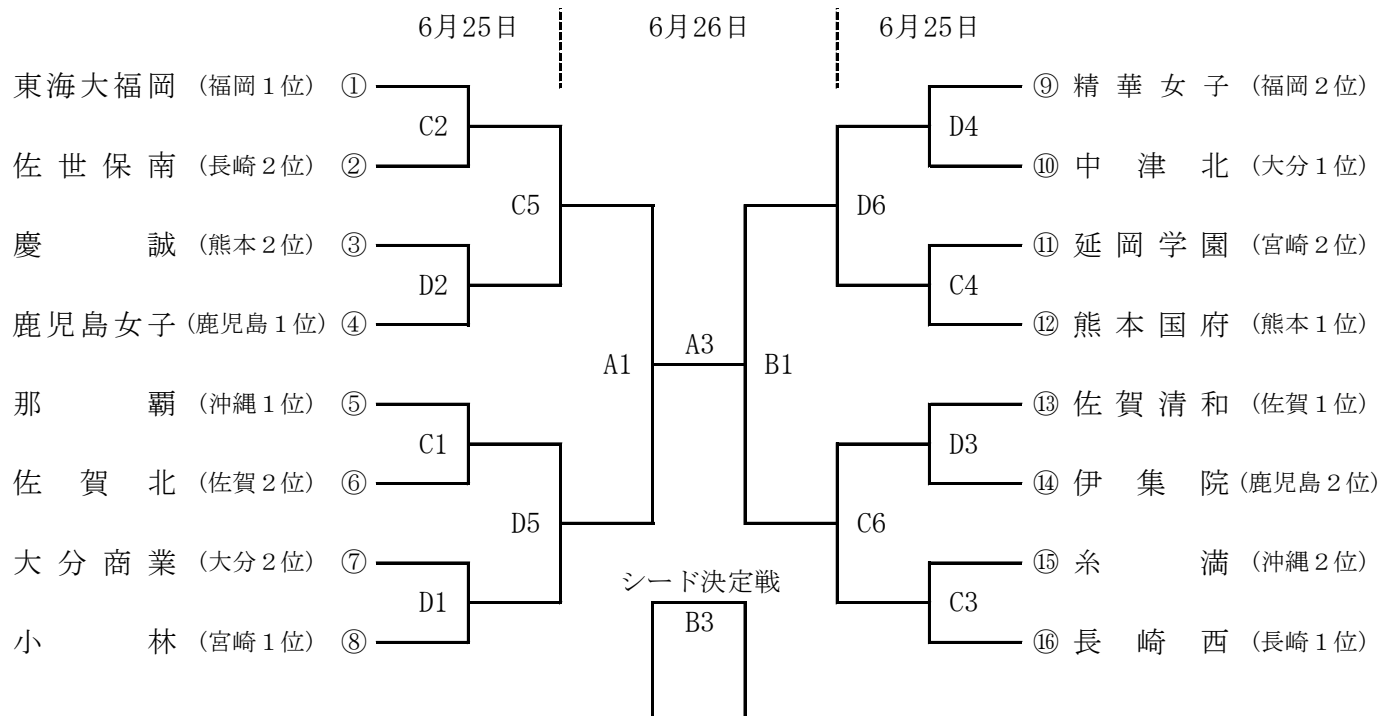 6月25日 6月26日 6月25日
東海大福岡 (福岡1位) ① ⑨ 精華女子 (福岡2位)
C2 D4
佐世保南 (長崎2位) ② ⑩ 中津北 (大分1位)
C5 D6
慶誠 (熊本2位) ③ ⑪ 延岡学園 (宮崎2位)
D2 C4
鹿児島女子 (鹿児島1位) ④ ⑫ 熊本国府 (熊本1位)
A3
A1 B1
那覇 (沖縄1位) ⑤ ⑬ 佐賀清和 (佐賀1位)
C1 D3
佐賀北 (佐賀2位) ⑥ ⑭ 伊集院 (鹿児島2位)
D5 C6
大分商業 (大分2位) ⑦ ⑮ 糸満 (沖縄2位)
シード決定戦
D1 C3
B3
小林 (宮崎1位) ⑧ ⑯ 長崎西 (長崎1位)